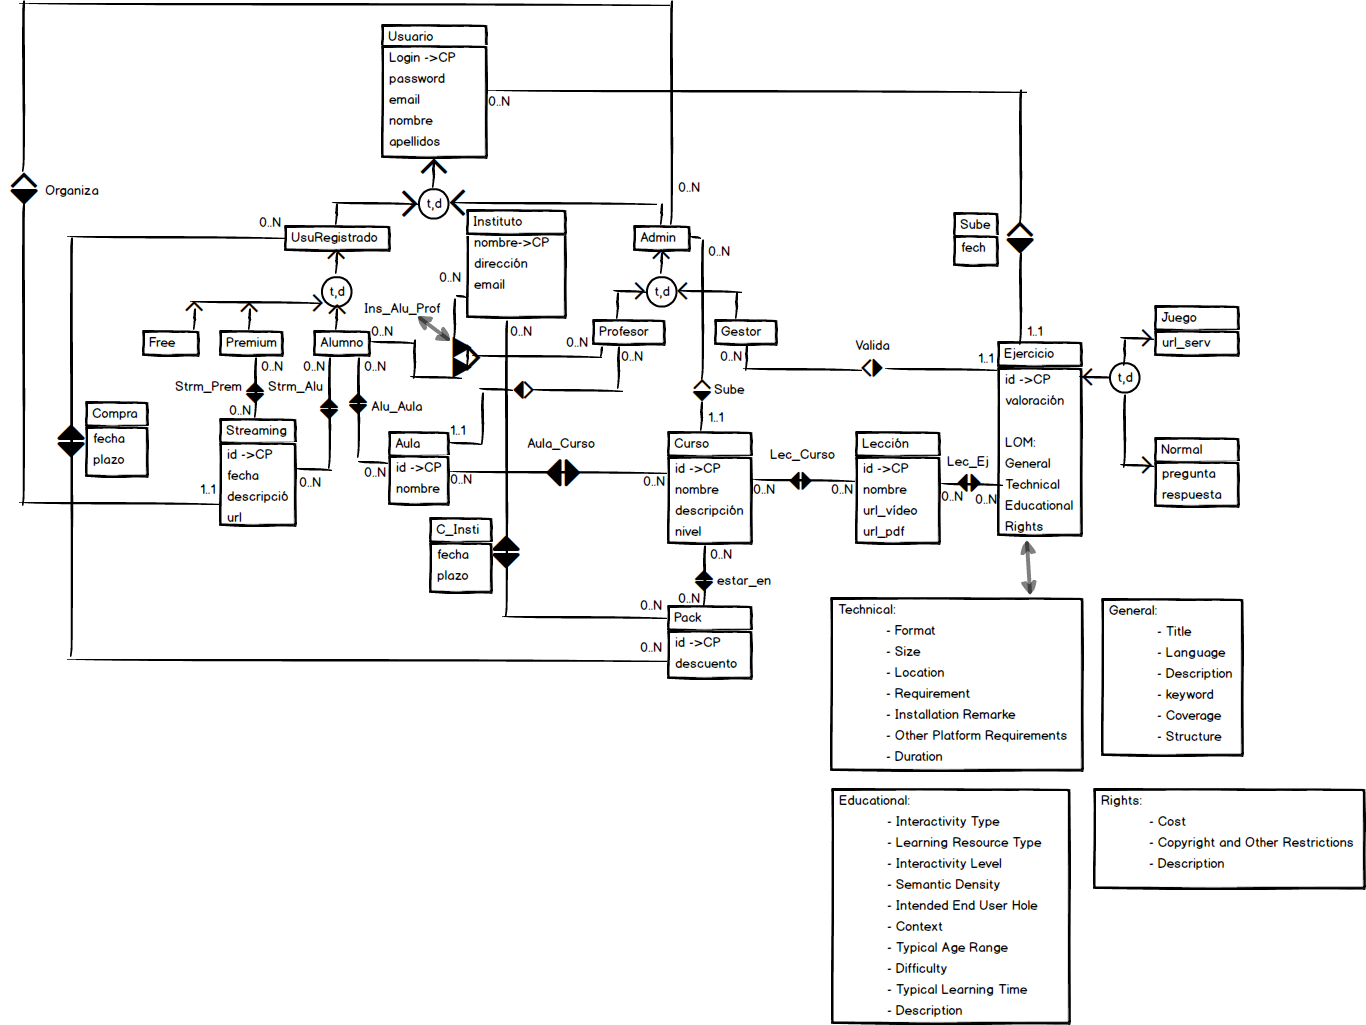 Usuario
Login ->CP
password
email
nombre
apellidos
0..N
Organiza
0..N
0..N
t,d
UsuRegistrado
Instituto
nombre->CP
dirección
email
Admin
0..N
Sube
fech
0..N
t,d
t,d
Ins_Alu_Prof
Free
Premium
Alumno
0..N
0..N
0..N
Profesor
Gestor
0..N
0..N
Valida
1..1
1..1
Ejercicio
id ->CP
valoración
LOM:
General
Technical
Educational
Rights
t,d
Juego
url_serv
Normal
pregunta
respuesta
0..N
0..N
0..N
Strm_Prem
Strm_Alu
Alu_Aula
0..N
Sube
1..1
Compra
fecha
plazo
Streaming
id ->CP
fecha
descripció
url
1..1
0..N
1..1
Aula
id ->CP
nombre
0..N
0..N
Aula_Curso
0..N
Curso
id ->CP
nombre
descripción
nivel
0..N
Lec_Curso
0..N
Lección
id ->CP
nombre
url_vídeo
url_pdf
Lec_Ej
0..N
0..N
C_Insti
fecha
plazo
0..N
estar_en
0..N
0..N
Pack
id ->CP
descuento
0..N
Technical:
- Format
- Size
- Location
- Requirement
- Installation Remarke
- Other Platform Requirements
- Duration
General:
- Title
- Language
- Description
- keyword
- Coverage
- Structure
Educational:
- Interactivity Type
- Learning Resource Type
- Interactivity Level
- Semantic Density
- Intended End User Hole
- Context
- Typical Age Range
- Difficulty
- Typical Learning Time
- Description
Rights:
- Cost
- Copyright and Other Restrictions
- Description